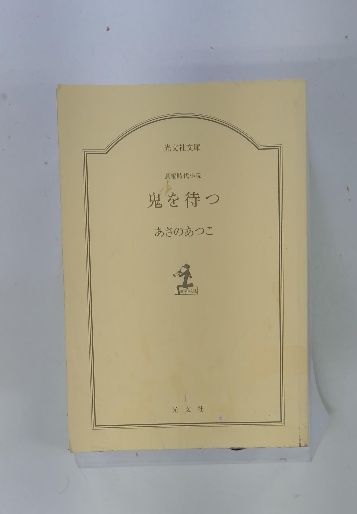 光文社文庫
長編時代小説
鬼を待つ
あさのあつこ
光文社